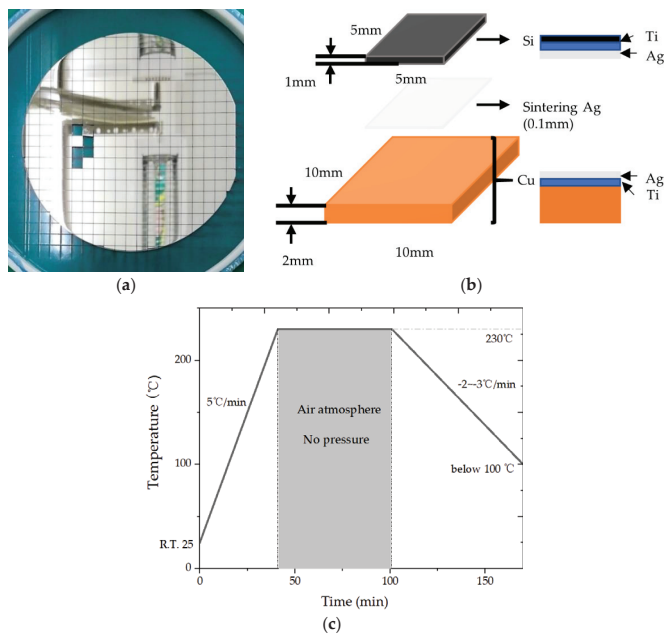 5mm
Si
Ti
Ag
1mm
5mm
Sintering Ag
(0.1mm)
10mm
Cu
Ag
Ti
2mm
10mm
(a)
(b)
230℃
200
5℃/min
-2~-3℃/min
Air atmosphere
No pressure
Temperature (℃)
100
below 100 ℃
R.T. 25
0
0
50
100
150
Time (min)
(c)